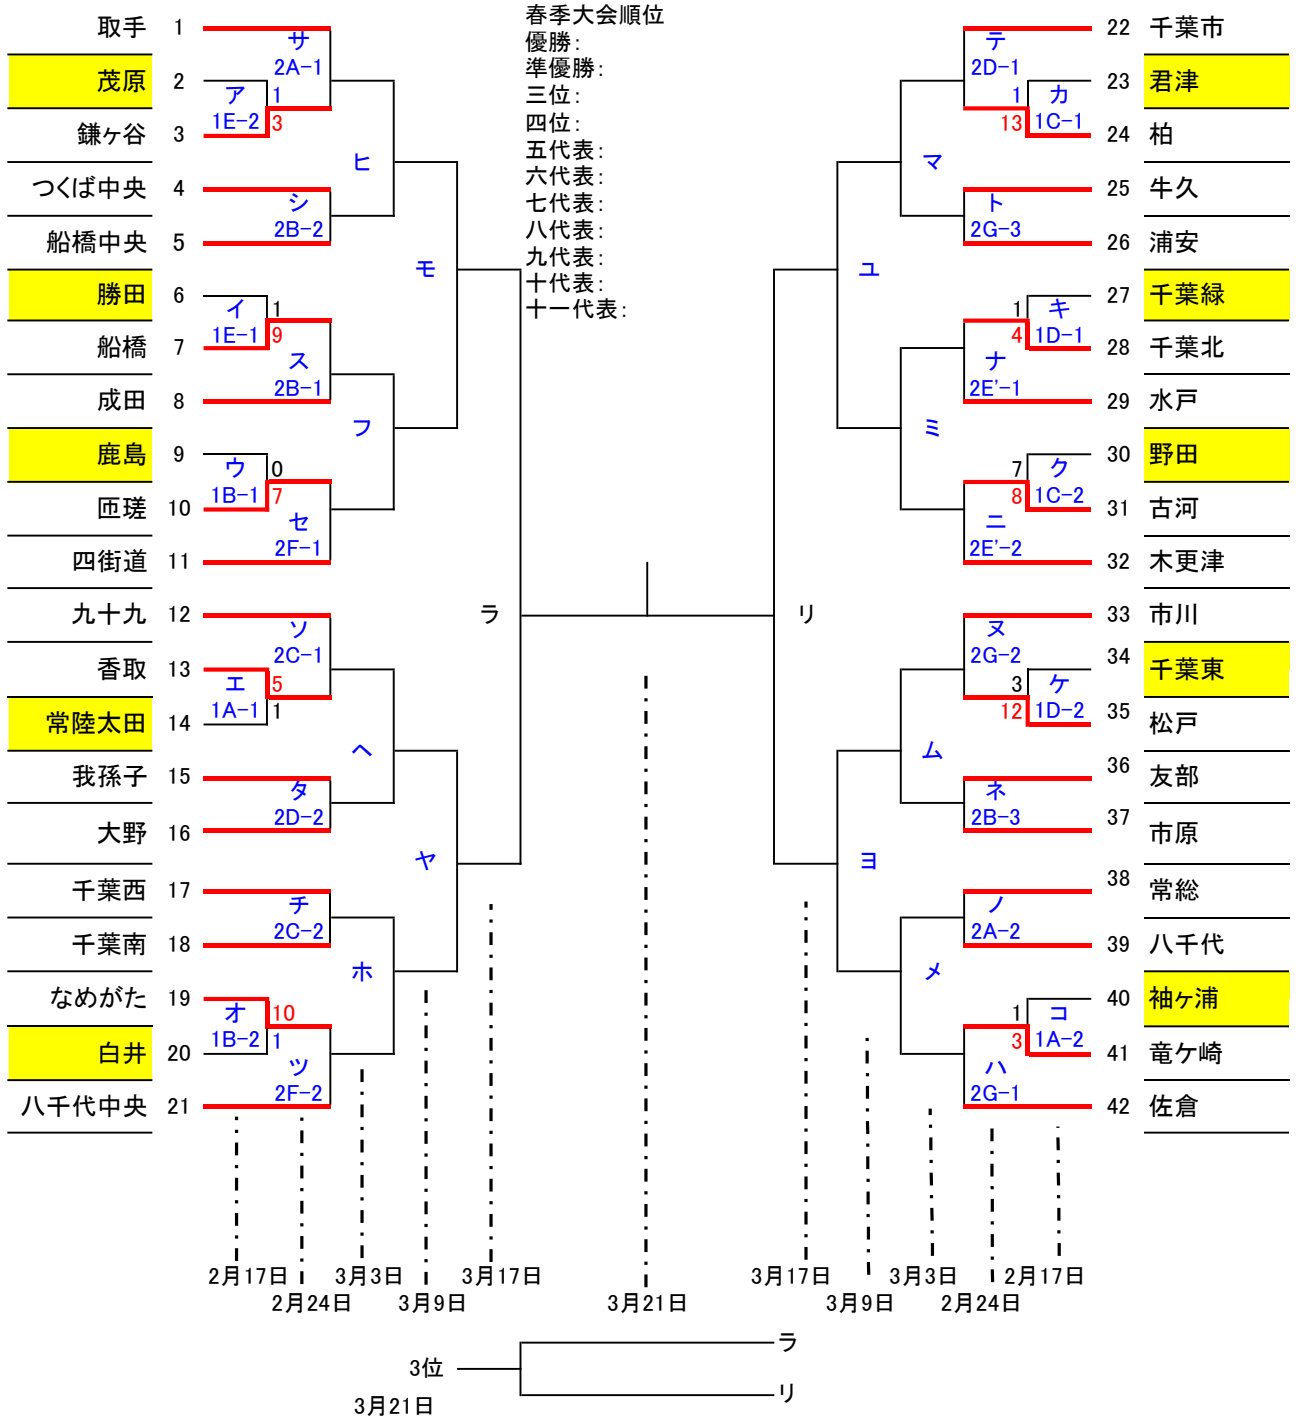 春季大会順位
優勝:
準優勝:
三位:
四位:
五代表:
六代表:
七代表:
八代表:
九代表:
十代表:
十一代表:
取手 1
サ
2A-1
茂原 2
ア 1
1E-2 3
鎌ヶ谷 3
ヒ
つくば中央 4
シ
2B-2
船橋中央 5
モ
勝田 6
イ 1
1E-1 9
船橋 7
ス
2B-1
成田 8
フ
鹿島 9
ウ 0
1B-1 7
匝瑳 10
セ
2F-1
四街道 11
ラ
九十九 12
ソ
2C-1
香取 13
エ 5
1A-1 1
常陸太田 14
ヘ
我孫子 15
タ
2D-2
大野 16
ヤ
千葉西 17
チ
2C-2
千葉南 18
ホ
なめがた 19
オ 10
1B-2 1
白井 20
ツ
2F-2
八千代中央 21
22 千葉市
テ
2D-1
23 君津
1 カ
13 1C-1
24 柏
マ
25 牛久
ト
2G-3
26 浦安
ユ
27 千葉緑
1 キ
4 1D-1
28 千葉北
ナ
2E'-1
29 水戸
ミ
30 野田
7 ク
8 1C-2
31 古河
ニ
2E'-2
32 木更津
リ
33 市川
ヌ
2G-2
34 千葉東
3 ケ
12 1D-2
35 松戸
ム
36 友部
ネ
2B-3
37 市原
ヨ
38 常総
ノ
2A-2
39 八千代
メ
40 袖ヶ浦
1 コ
3 1A-2
41 竜ケ崎
ハ
2G-1
42 佐倉
2月17日 3月3日 3月17日 3月17日 3月3日 2月17日
2月24日 3月9日 3月21日 3月9日 2月24日
ラ
3位
リ
3月21日